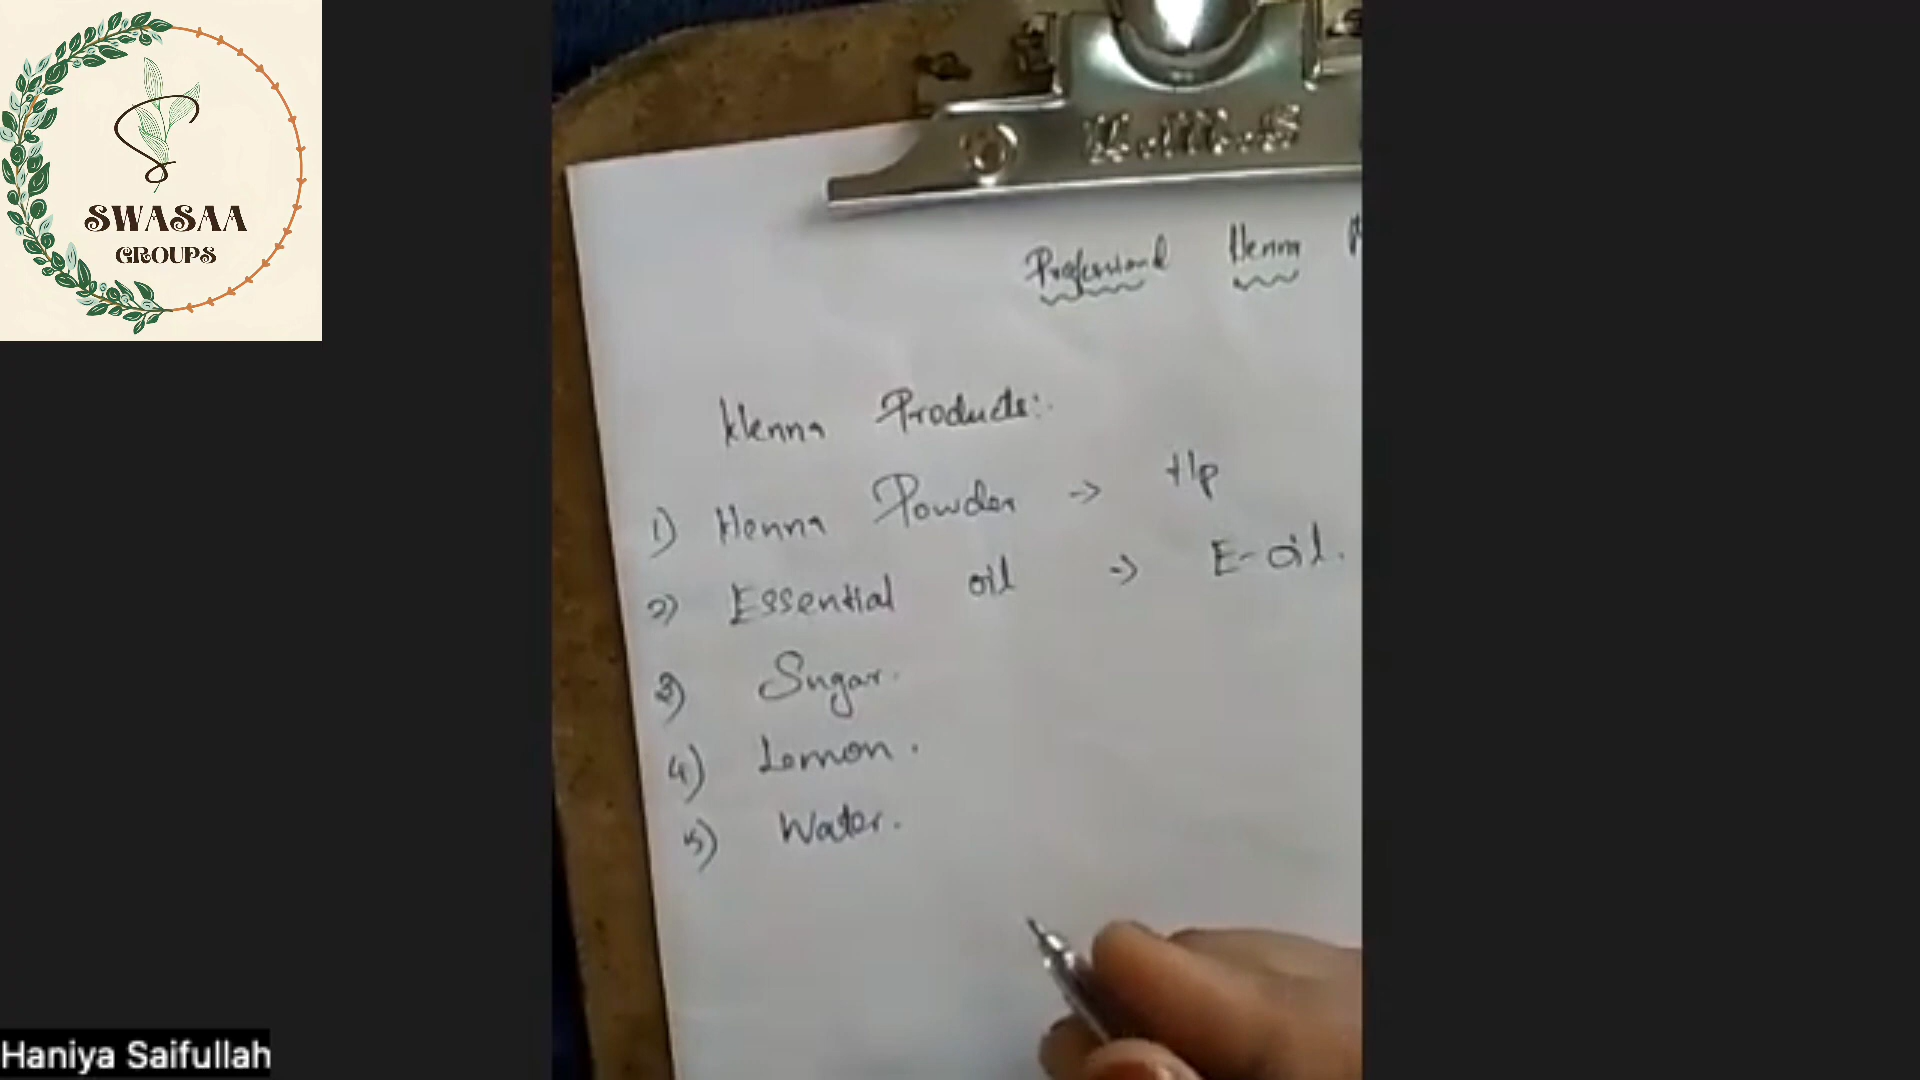 SWASAA
GROUPS
Professional Henna
Henna Products:
1) Henna Powder -> Hp
2) Essential oil -> E-oil.
3) Sugar.
4) Lemon.
5) Water.
Haniya Saifullah